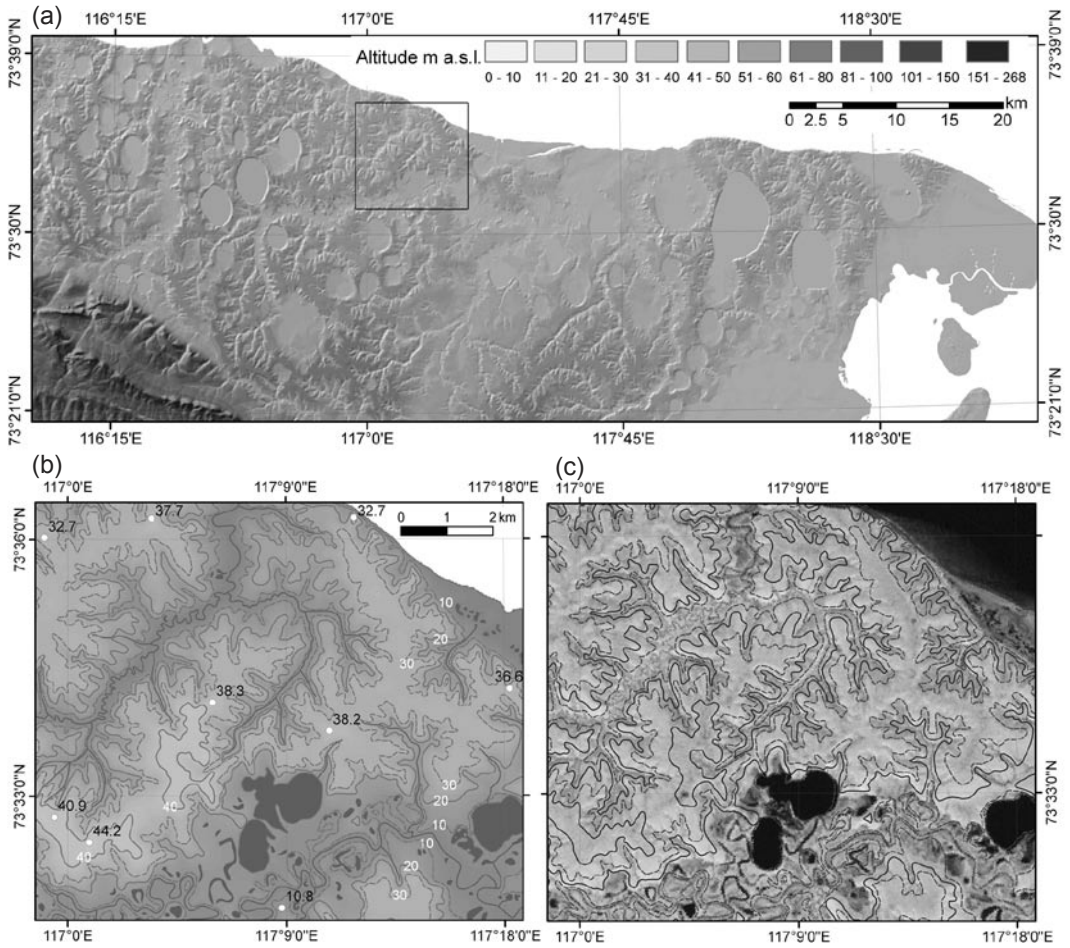 (a)
116°15'E 117°0'E 117°45'E 118°30'E
73°39'0"N
73°30'N
73°21'0"N
Altitude m a.s.l.
0 - 10 11 - 20 21 - 30 31 - 40 41 - 50 51 - 60 61 - 80 81 - 100 101 - 150 151 - 268
km
0 2.5 5 10 15 20
73°39'0"N
73°30'N
73°21'0"N
116°15'E 117°0'E 117°45'E 118°30'E
(b)
117°0'E 117°9'0"E 117°18'0"E
73°36'N
73°33'0"N
32.7
37.7
32.7
0 1 2 km
10
20
30
36.6
38.3
38.2
30
40
20
40.9
10
10
44.2
40
20
30
10.8
117°0'E 117°9'0"E 117°18'0"E
(c)
117°0'E 117°9'0"E 117°18'0"E
73°33'0"N
117°0'E 117°9'0"E 117°18'0"E